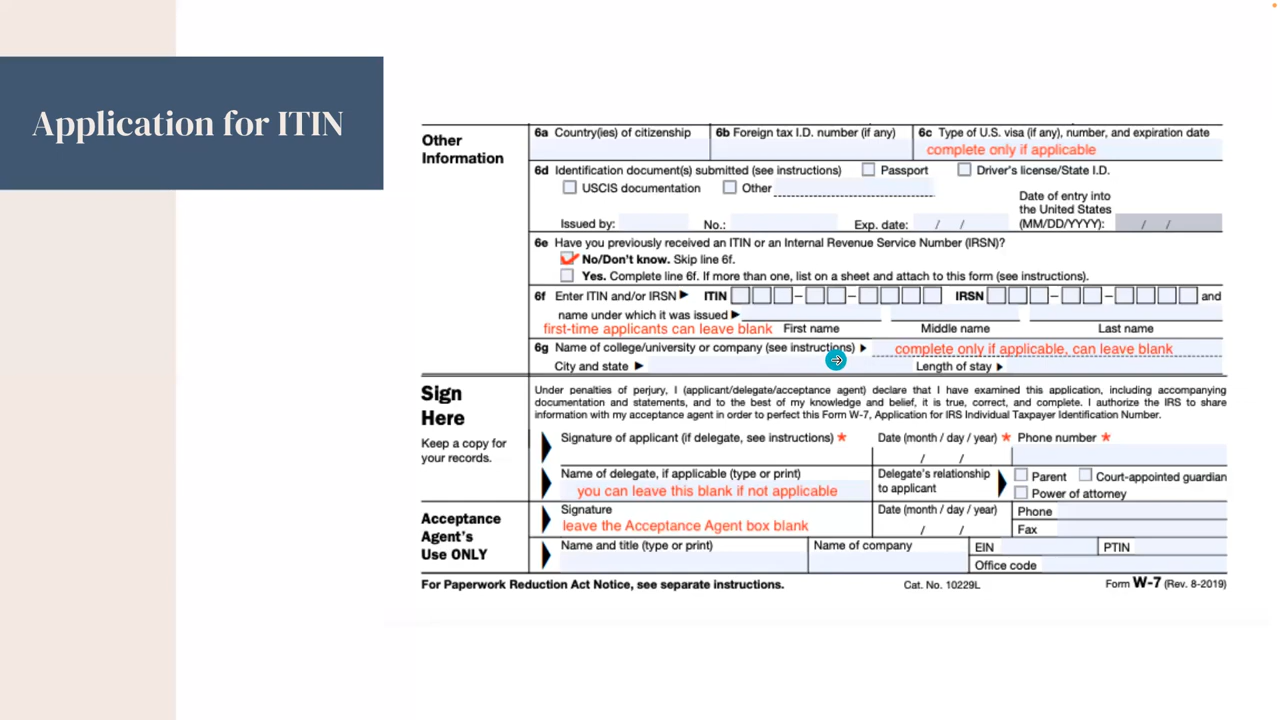 Application for ITIN
Other Information
6a Country(ies) of citizenship
6b Foreign tax I.D. number (if any)
6c Type of U.S. visa (if any), number, and expiration date
complete only if applicable
6d Identification document(s) submitted (see instructions) Passport Driver's license/State I.D.
USCIS documentation Other
Date of entry into the United States (MM/DD/YYYY): / /
Issued by: No.: Exp. date: / /
6e Have you previously received an ITIN or an Internal Revenue Service Number (IRSN)?
No/Don't know. Skip line 6f.
Yes. Complete line 6f. If more than one, list on a sheet and attach to this form (see instructions).
6f Enter ITIN and/or IRSN ► ITIN – – IRSN – – and
name under which it was issued ►
first-time applicants can leave blank First name Middle name Last name
6g Name of college/university or company (see instructions) ► complete only if applicable, can leave blank
City and state ► Length of stay ►
Sign Here
Keep a copy for your records.
Under penalties of perjury, I (applicant/delegate/acceptance agent) declare that I have examined this application, including accompanying
documentation and statements, and to the best of my knowledge and belief, it is true, correct, and complete. I authorize the IRS to share
information with my acceptance agent in order to perfect this Form W-7, Application for IRS Individual Taxpayer Identification Number.
Signature of applicant (if delegate, see instructions) * Date (month / day / year) * Phone number *
/ /
Name of delegate, if applicable (type or print)
you can leave this blank if not applicable
Delegate's relationship to applicant
Parent Court-appointed guardian
Power of attorney
Acceptance Agent's Use ONLY
Signature
leave the Acceptance Agent box blank
Date (month / day / year)
/ /
Phone
Fax
Name and title (type or print) Name of company EIN PTIN
Office code
For Paperwork Reduction Act Notice, see separate instructions. Cat. No. 10229L Form W-7 (Rev. 8-2019)